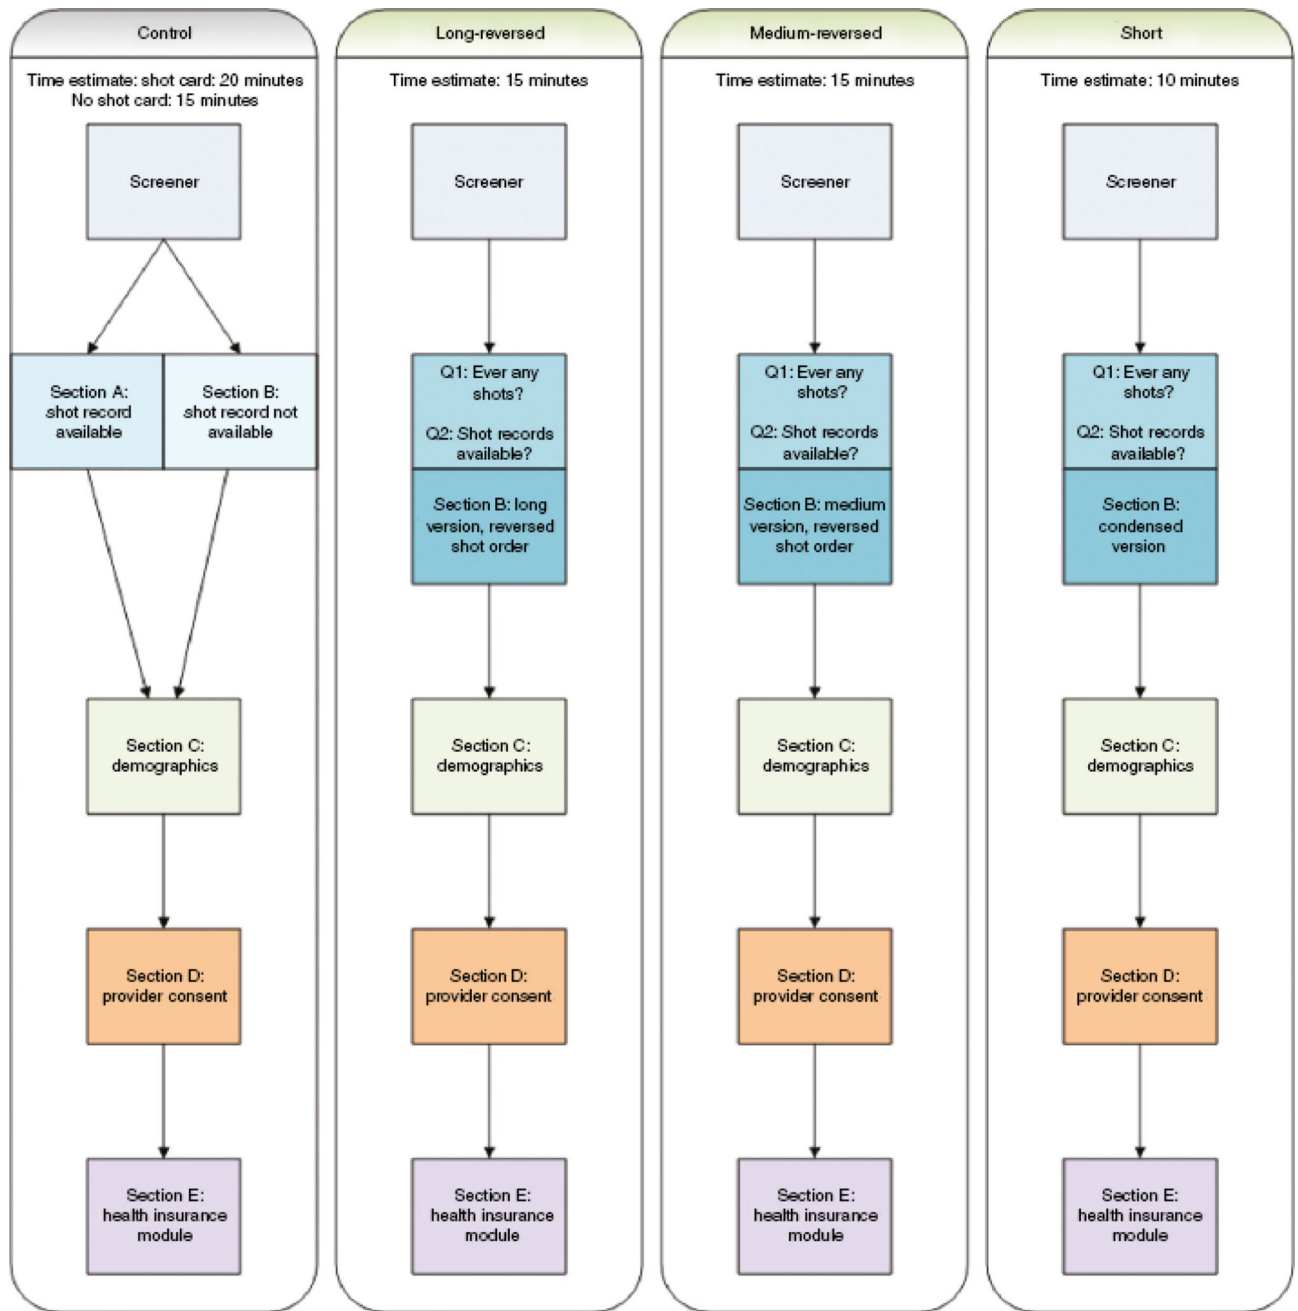 Control
Time estimate: shot card: 20 minutes
No shot card: 15 minutes
Screener
Section A:
shot record
available
Section B:
shot record not
available
Section C:
demographics
Section D:
provider consent
Section E:
health insurance
module
Long-reversed
Time estimate: 15 minutes
Screener
Q1: Ever any
shots?
Q2: Shot records
available?
Section B: long
version, reversed
shot order
Section C:
demographics
Section D:
provider consent
Section E:
health insurance
module
Medium-reversed
Time estimate: 15 minutes
Screener
Q1: Ever any
shots?
Q2: Shot records
available?
Section B: medium
version, reversed
shot order
Section C:
demographics
Section D:
provider consent
Section E:
health insurance
module
Short
Time estimate: 10 minutes
Screener
Q1: Ever any
shots?
Q2: Shot records
available?
Section B:
condensed
version
Section C:
demographics
Section D:
provider consent
Section E:
health insurance
module